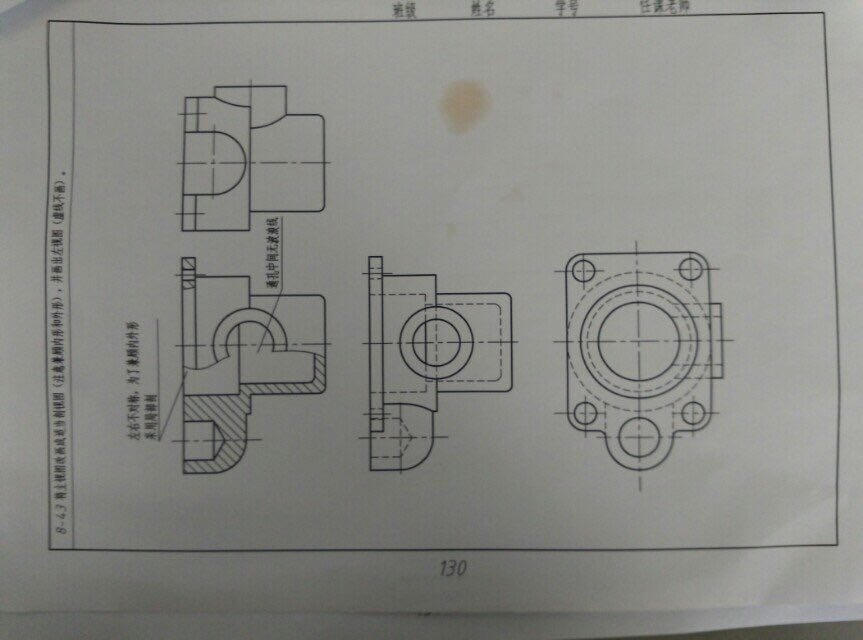 班级 姓名 学号 任课老师
8-43 将主视图改画成适当剖视图（注意兼顾内形和外形），并画出左视图（虚线不画）。
左右不对称，为了兼顾内外形
采用局部剖
通孔中间无波浪线
130